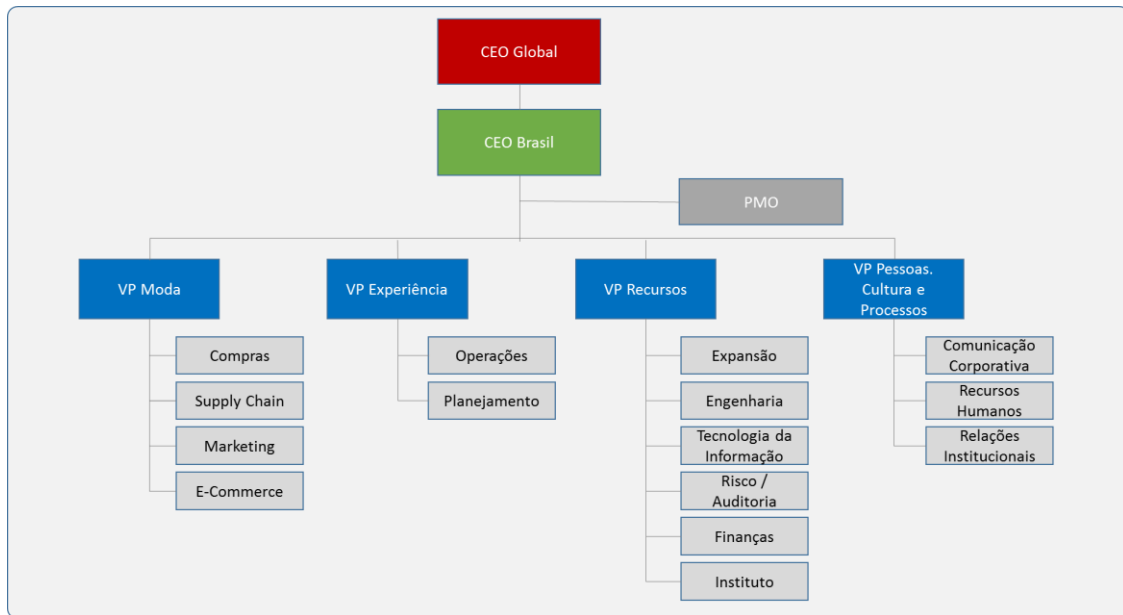 CEO Global
CEO Brasil
PMO
VP Moda
VP Experiência
VP Recursos
VP Pessoas.
Cultura e
Processos
Compras
Supply Chain
Marketing
E-Commerce
Operações
Planejamento
Expansão
Engenharia
Tecnologia da
Informação
Risco /
Auditoria
Finanças
Instituto
Comunicação
Corporativa
Recursos
Humanos
Relações
Institucionais